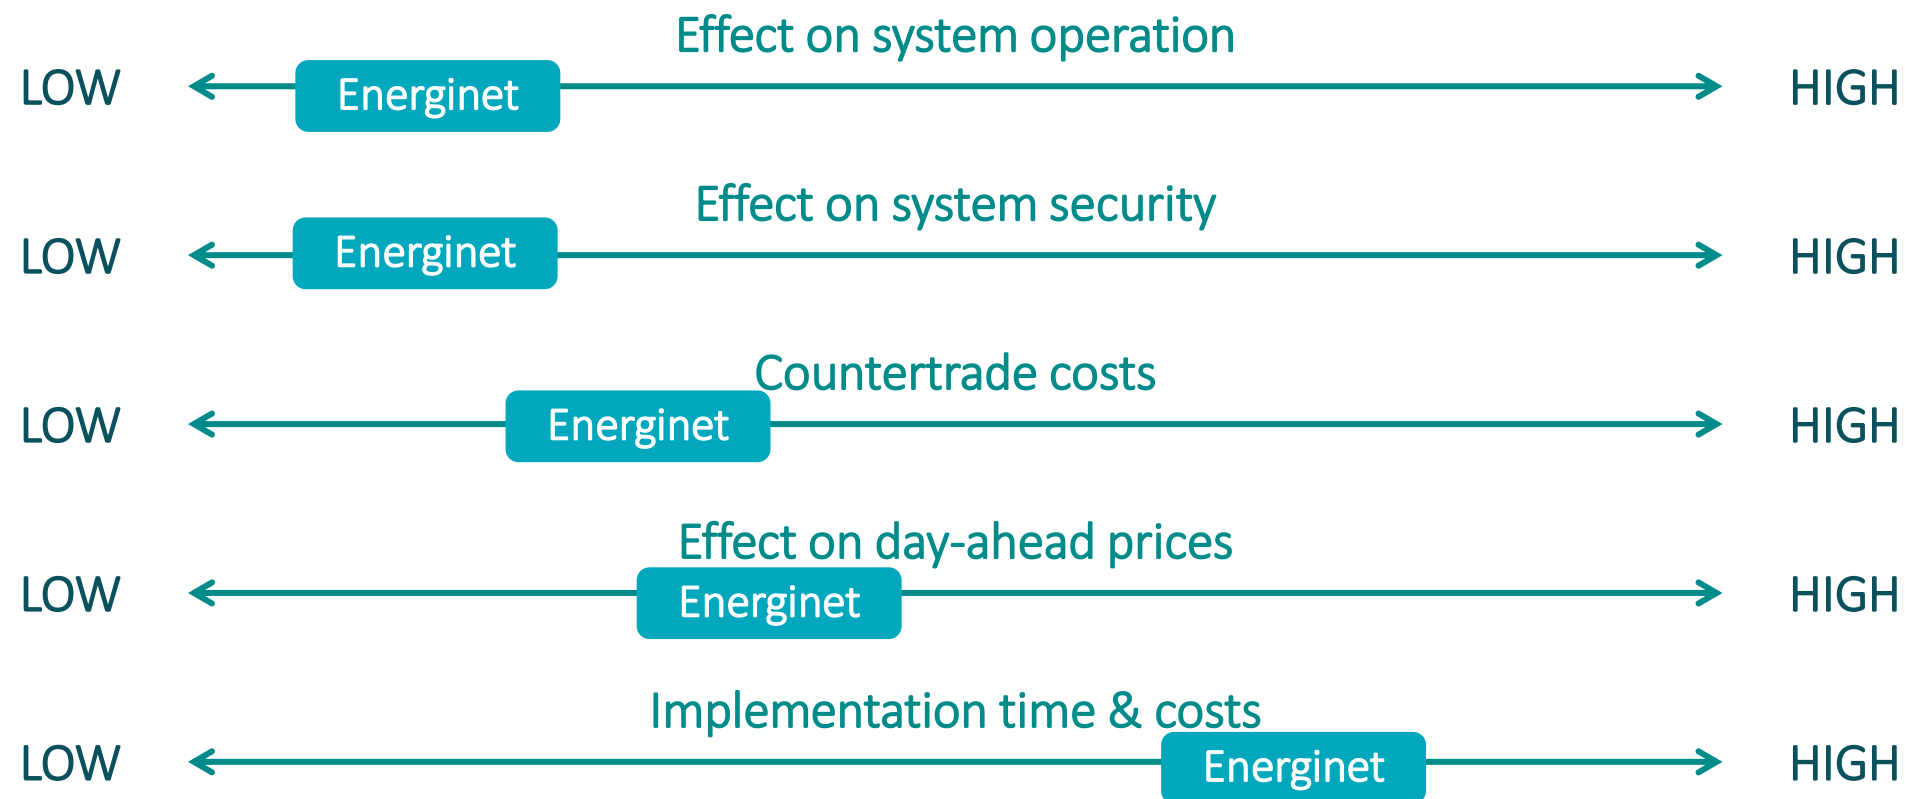 Effect on system operation
LOW Energinet HIGH
Effect on system security
LOW Energinet HIGH
Countertrade costs
LOW Energinet HIGH
Effect on day-ahead prices
LOW Energinet HIGH
Implementation time & costs
LOW Energinet HIGH